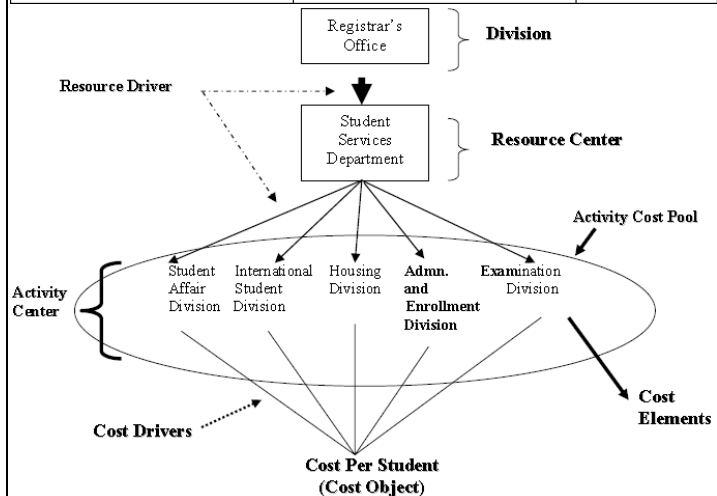 Registrar's
Office
Division
Resource Driver
Student
Services
Department
Resource Center
Activity Cost Pool
Activity
Center
Student
Affair
Division
International
Student
Division
Housing
Division
Admn.
and
Enrollment
Division
Examination
Division
Cost Drivers
Cost
Elements
Cost Per Student
(Cost Object)